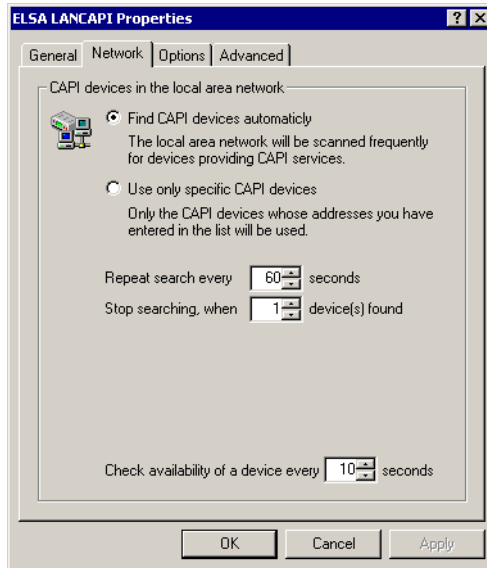 ELSA LANCAPI Properties
General Network Options Advanced
CAPI devices in the local area network
Find CAPI devices automaticly
The local area network will be scanned frequently
for devices providing CAPI services.
Use only specific CAPI devices
Only the CAPI devices whose addresses you have
entered in the list will be used.
Repeat search every 60 seconds
Stop searching, when 1 device(s) found
Check availability of a device every 10 seconds
OK Cancel Apply